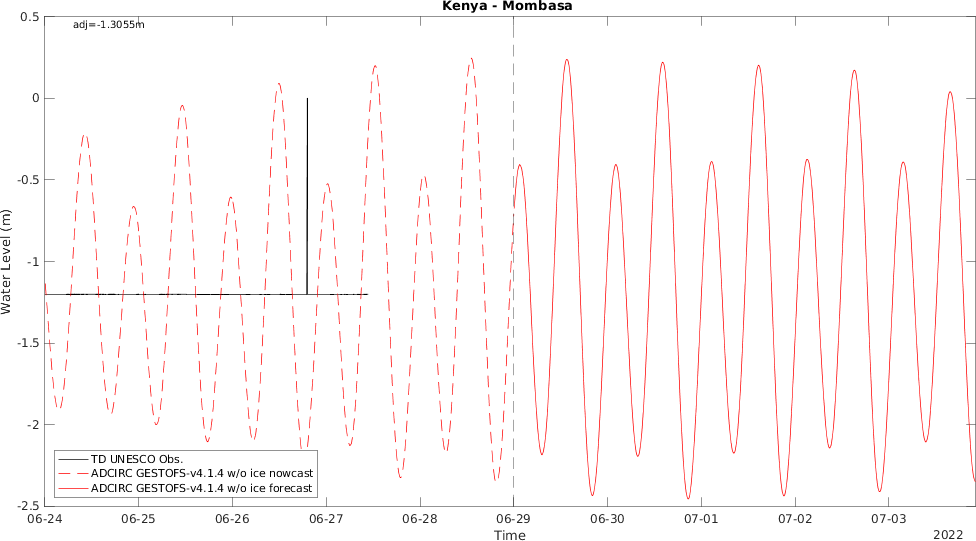 Kenya - Mombasa
adj=-1.3055m
0.5
0
-0.5
-1
-1.5
-2
-2.5
Water Level (m)
TD UNESCO Obs.
ADCIRC GESTOFS-v4.1.4 w/o ice nowcast
ADCIRC GESTOFS-v4.1.4 w/o ice forecast
06-24 06-25 06-26 06-27 06-28 06-29 06-30 07-01 07-02 07-03
Time
2022